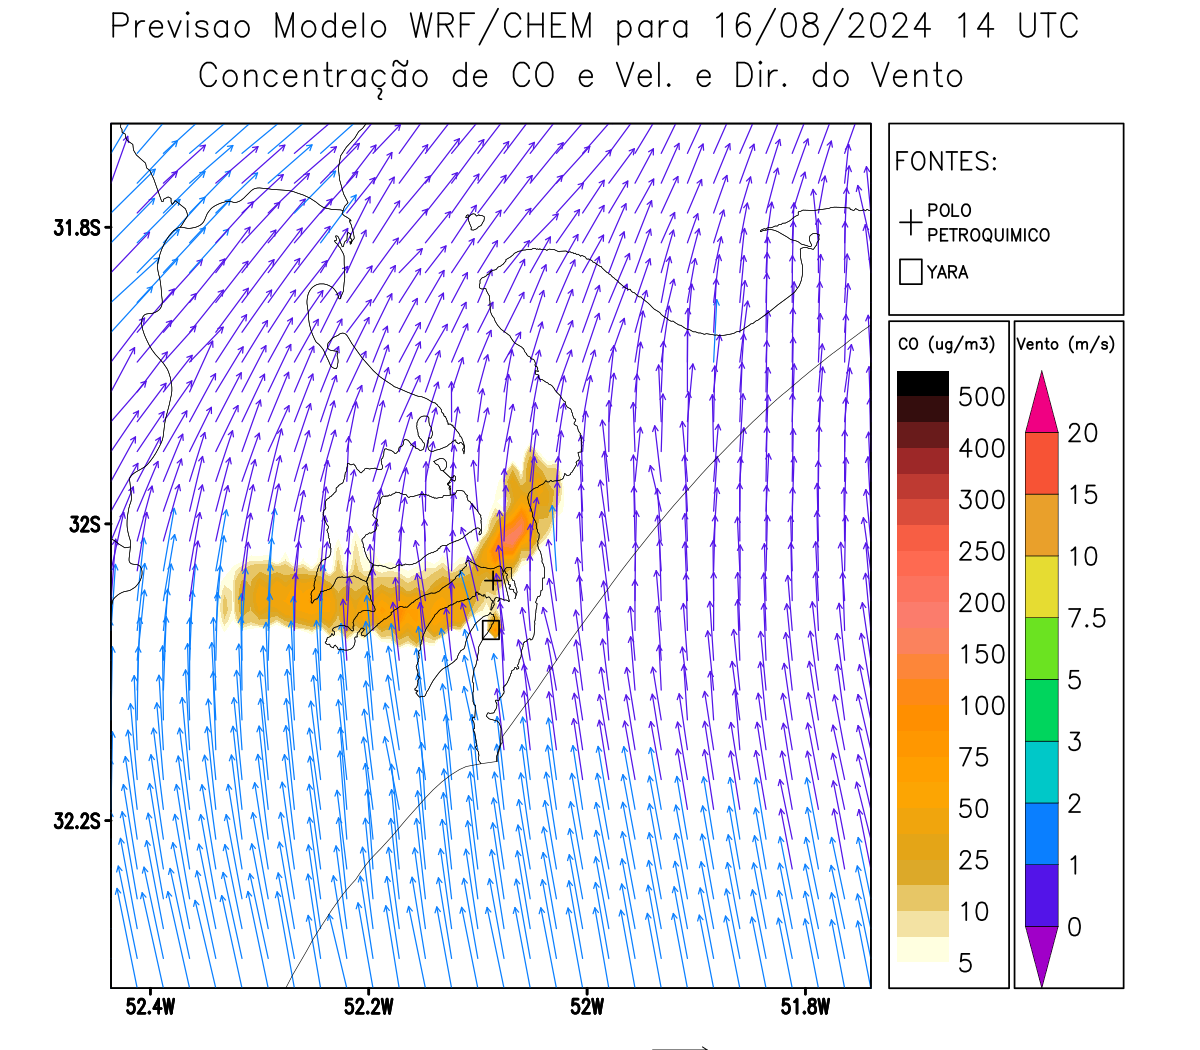 Previsao Modelo WRF/CHEM para 16/08/2024 14 UTC
Concentração de CO e Vel. e Dir. do Vento
FONTES:
POLO
PETROQUIMICO
YARA
31.8S
32S
32.2S
52.4W
52.2W
52W
51.8W
CO (ug/m3)
500
400
300
250
200
150
100
75
50
25
10
5
Vento (m/s)
20
15
10
7.5
5
3
2
1
0